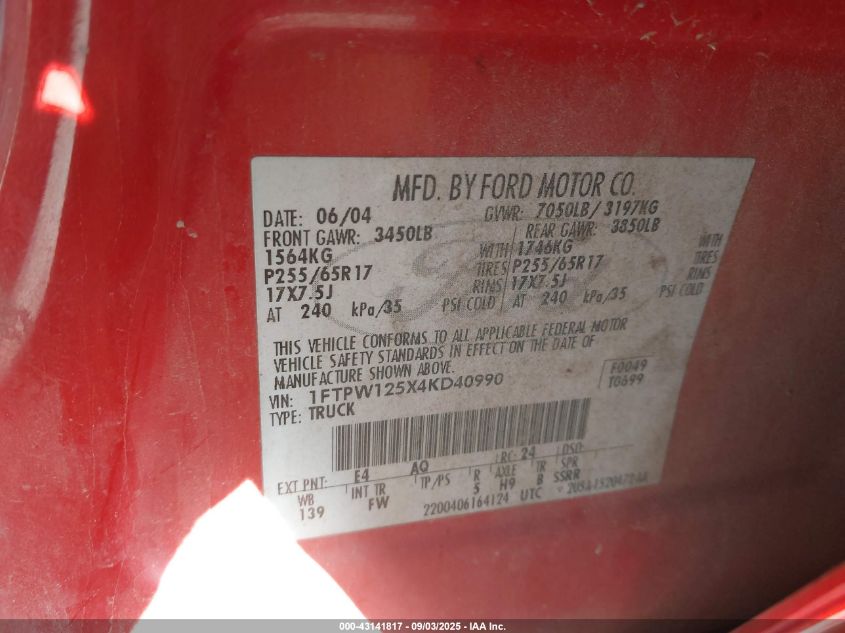 MFD. BY FORD MOTOR CO.
DATE: 06/04 GVWR: 7050LB/ 3197KG
FRONT GAWR: 3450LB REAR GAWR: 3850LB
1564KG WITH 1746KG WITH
P255/65R17 TIRES P255/65R17 TIRES
17X7.5J RIMS 17X7.5J RIMS
AT 240 kPa/35 PSI COLD AT 240 kPa/35 PSI COLD
THIS VEHICLE CONFORMS TO ALL APPLICABLE FEDERAL MOTOR
VEHICLE SAFETY STANDARDS IN EFFECT ON THE DATE OF
MANUFACTURE SHOWN ABOVE.
VIN: 1FTPW125X4KD40990 F0049
TYPE: TRUCK T0699
EXT PNT: E4 AQ RC: 24 DSO:
WB INT TR TP/PS R AXLE TR SPR
139 FW S H9 B SSRR
2200406164124 UTC
000-43141817 - 09/03/2025 - IAA Inc.